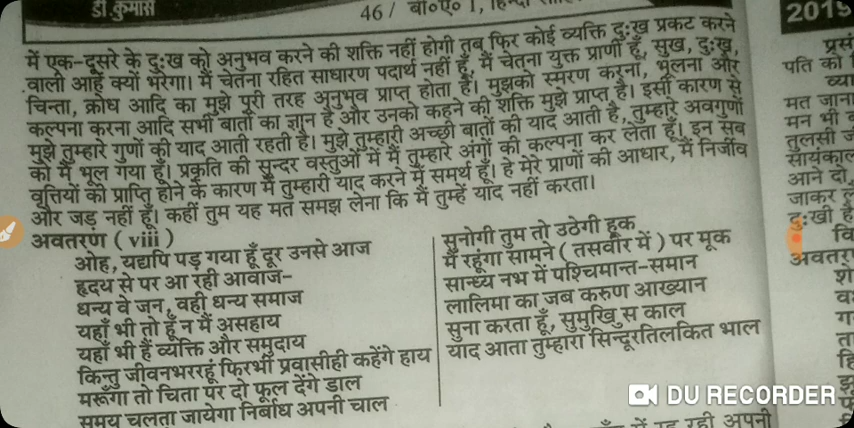 डॉ.कुमार्स
46 / बी०ए० I, हिन्दी
2015
में एक-दूसरे के दुःख को अनुभव करने की शक्ति नहीं होगी तब फिर कोई व्यक्ति दुःख प्रकट करने
वाली आहें क्यों भरेगा। मैं चेतना रहित साधारण पदार्थ नहीं हूँ, मैं चेतना युक्त प्राणी हूँ, सुख, दुःख,
चिन्ता, क्रोध आदि का मुझे पूरी तरह अनुभव प्राप्त होता है। मुझको स्मरण करना, भूलना और
कल्पना करना आदि सभी बातों का ज्ञान है और उनको कहने की शक्ति मुझे प्राप्त है। इसी कारण से
मुझे तुम्हारे गुणों की याद आती रहती है। मुझे तुम्हारी अच्छी बातों की याद आती है, तुम्हारे अवगुणों
को मैं भूल गया हूँ। प्रकृति की सुन्दर वस्तुओं में मैं तुम्हारे अंगों की कल्पना कर लेता हूँ। इन सब
वृत्तियों की प्राप्ति होने के कारण मैं तुम्हारी याद करने में समर्थ हूँ। हे मेरे प्राणों की आधार, मैं निर्जीव
और जड़ नहीं हूँ। कहीं तुम यह मत समझ लेना कि मैं तुम्हें याद नहीं करता।
अवतरण ( viii )
ओह, यद्यपि पड़ गया हूँ दूर उनसे आज
हृदय से पर आ रही आवाज-
धन्य वे जन, वही धन्य समाज
यहाँ भी तो हूँ न मैं असहाय
यहाँ भी हैं व्यक्ति और समुदाय
किन्तु जीवनभररहूं फिरभी प्रवासीही कहेंगे हाय
मरूँगा तो चिता पर दो फूल देंगे डाल
समय चलता जायेगा निर्बाध अपनी चाल
सुनोगी तुम तो उठेगी हूक
मैं रहूंगा सामने ( तसवीर में ) पर मूक
सान्ध्य नभ में पश्चिमान्त-समान
लालिमा का जब करुण आख्यान
सुना करता हूँ, सुमुखि उस काल
याद आता तुम्हारा सिन्दूरतिलकित भाल
रही अपनी
प्रसं
पति को
व्या
मत जाना
मन भी
तुलसी
सायंकाल
आने दो
जाकर
दुःखी है
वि
अवतर
DU RECORDER